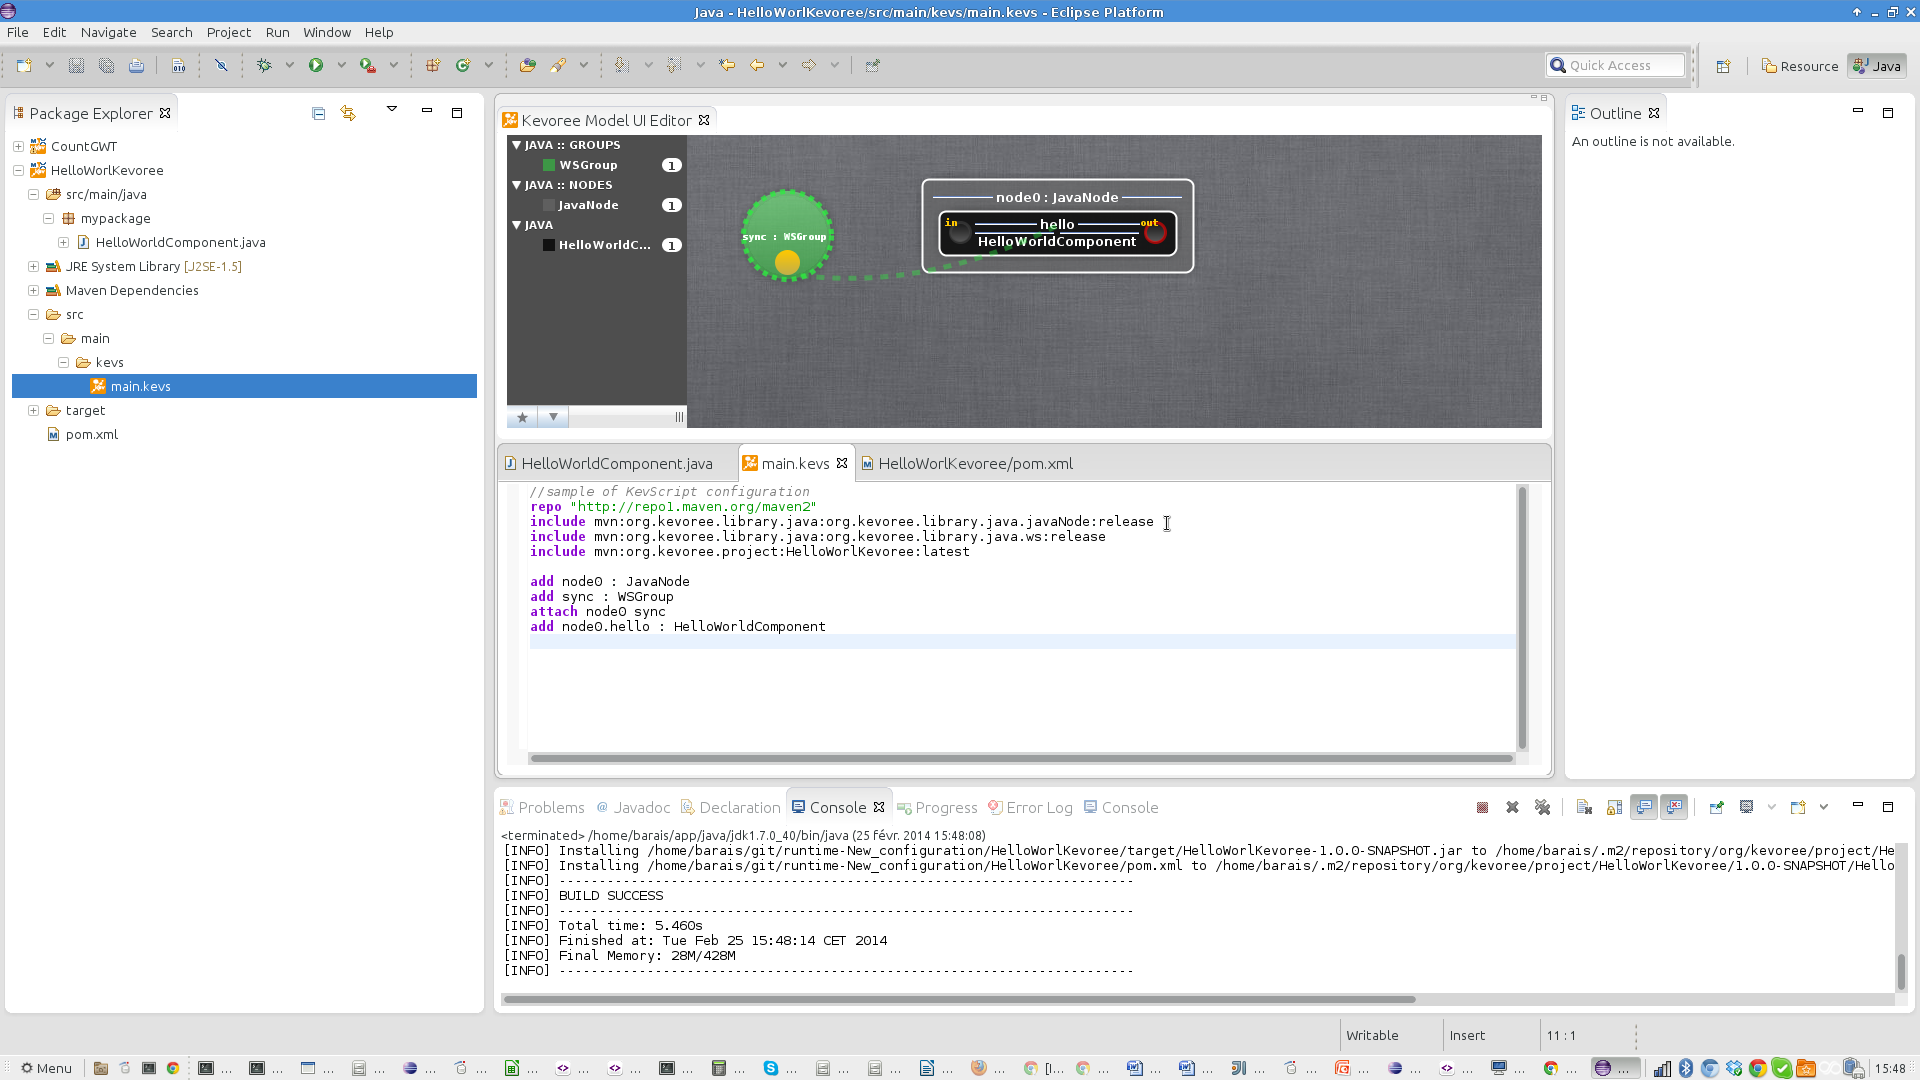 Java - HelloWorlKevoree/src/main/kevs/main.kevs - Eclipse Platform
File Edit Navigate Search Project Run Window Help
Quick Access
Resource
Java
Package Explorer
CountGWT
HelloWorlKevoree
src/main/java
mypackage
HelloWorldComponent.java
JRE System Library [J2SE-1.5]
Maven Dependencies
src
main
kevs
main.kevs
target
pom.xml
Kevoree Model UI Editor
JAVA :: GROUPS
WSGroup 1
JAVA :: NODES
JavaNode 1
JAVA
HelloWorldC... 1
sync : WSGroup
node0 : JavaNode
in hello out
HelloWorldComponent
Outline
An outline is not available.
HelloWorldComponent.java main.kevs HelloWorlKevoree/pom.xml
//sample of KevScript configuration
repo "http://repo1.maven.org/maven2"
include mvn:org.kevoree.library.java:org.kevoree.library.java.javaNode:release
include mvn:org.kevoree.library.java:org.kevoree.library.java.ws:release
include mvn:org.kevoree.project:HelloWorlKevoree:latest
add node0 : JavaNode
add sync : WSGroup
attach node0 sync
add node0.hello : HelloWorldComponent
Problems @ Javadoc Declaration Console Progress Error Log Console
<terminated> /home/barais/app/java/jdk1.7.0_40/bin/java (25 févr. 2014 15:48:08)
[INFO] Installing /home/barais/git/runtime-New_configuration/HelloWorlKevoree/target/HelloWorlKevoree-1.0.0-SNAPSHOT.jar to /home/barais/.m2/repository/org/kevoree/project/He
[INFO] Installing /home/barais/git/runtime-New_configuration/HelloWorlKevoree/pom.xml to /home/barais/.m2/repository/org/kevoree/project/HelloWorlKevoree/1.0.0-SNAPSHOT/Hello
[INFO] ------------------------------------------------------------------------
[INFO] BUILD SUCCESS
[INFO] ------------------------------------------------------------------------
[INFO] Total time: 5.460s
[INFO] Finished at: Tue Feb 25 15:48:14 CET 2014
[INFO] Final Memory: 28M/428M
[INFO] ------------------------------------------------------------------------
Writable Insert 11 : 1
Menu ... ... ... ... ... ... ... ... ... ... ... ... ... ... ... ... [... ... ... ... ... ... ... ... ... ... ... 15:48